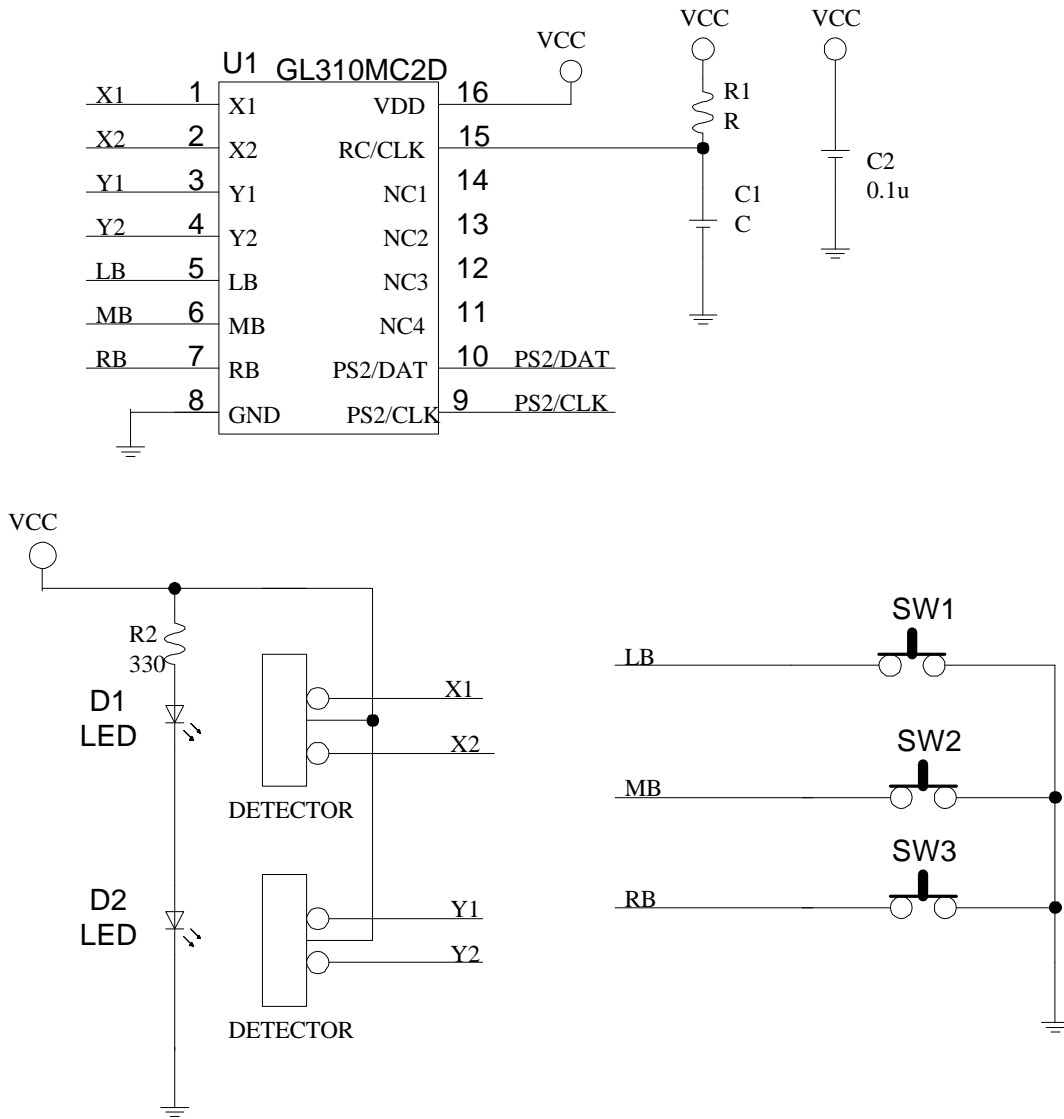 VCC
VCC
VCC
U1 GL310MC2D
X1 1 X1 VDD 16
X2 2 X2 RC/CLK 15
Y1 3 Y1 NC1 14
Y2 4 Y2 NC2 13
LB 5 LB NC3 12
MB 6 MB NC4 11
RB 7 RB PS2/DAT 10 PS2/DAT
8 GND PS2/CLK 9 PS2/CLK
R1
R
C1
C
C2
0.1u
VCC
R2
330
D1
LED
X1
X2
DETECTOR
D2
LED
Y1
Y2
DETECTOR
SW1
LB
SW2
MB
SW3
RB